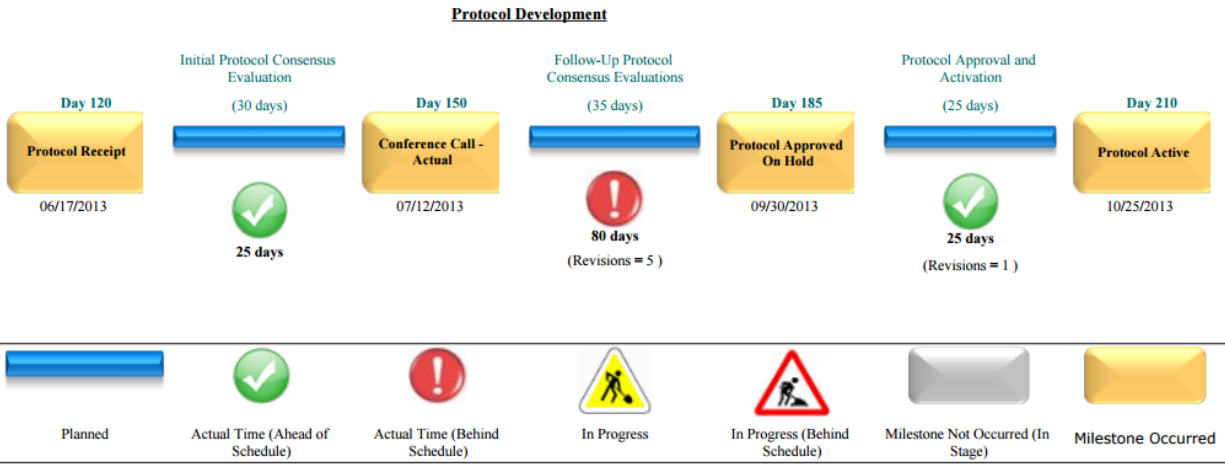 Protocol Development
Initial Protocol Consensus
Evaluation
(30 days)
Follow-Up Protocol
Consensus Evaluations
(35 days)
Protocol Approval and
Activation
(25 days)
Day 120
Day 150
Day 185
Day 210
Protocol Receipt
Conference Call -
Actual
Protocol Approved
On Hold
Protocol Active
06/17/2013
07/12/2013
09/30/2013
10/25/2013
25 days
80 days
(Revisions = 5 )
25 days
(Revisions = 1 )
Planned
Actual Time (Ahead of
Schedule)
Actual Time (Behind
Schedule)
In Progress
In Progress (Behind
Schedule)
Milestone Not Occurred (In
Stage)
Milestone Occurred